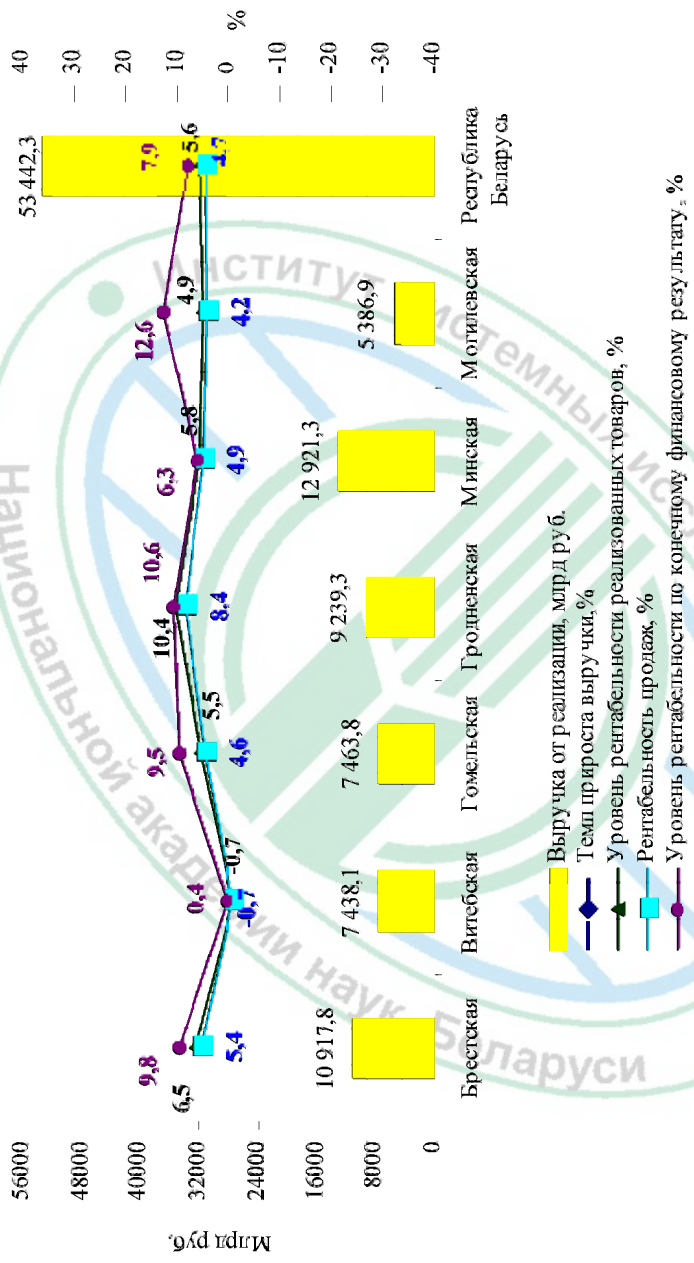 Млрд руб.
56000
48000
40000
32000
24000
16000
8000
0
%
40
30
20
10
0
-10
-20
-30
-40
9,8
6,5
5,4
10 917,8
0,4
-0,7
-0,7
7 438,1
9,5
5,5
4,6
7 463,8
10,6
10,4
8,4
9 239,3
6,3
5,8
4,9
12 921,3
12,6
4,9
4,2
5 386,9
7,9
5,6
4,7
53 442,3
Брестская
Витебская
Гомельская
Гродненская
Минская
Могилевская
Республика
Беларусь
Выручка от реализации, млрд руб.
Темп прироста выручки,%
Уровень рентабельности реализованных товаров, %
Рентабельность продаж, %
Уровень рентабельности по конечному финансовому результату, %
Институт системных
Национальной академии наук Беларуси